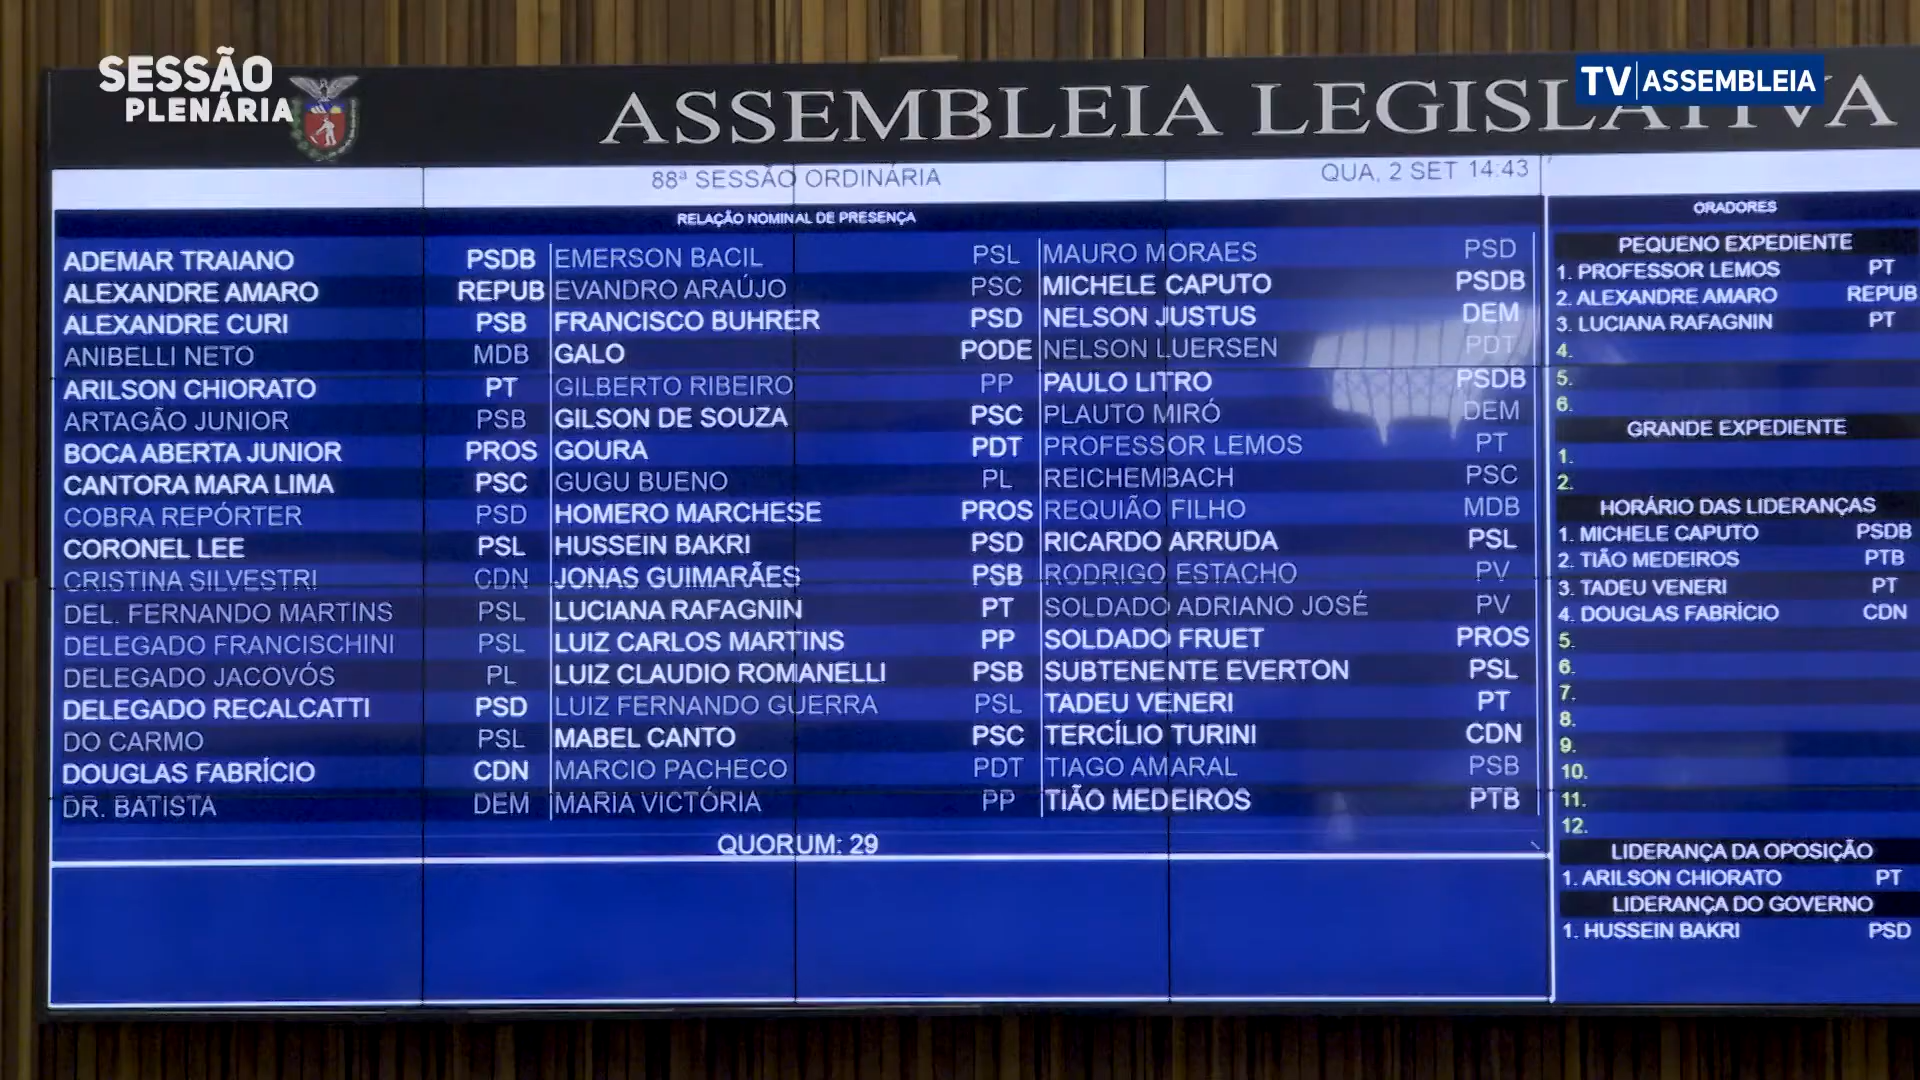 SESSÃO
PLENÁRIA
TV ASSEMBLEIA
ASSEMBLEIA LEGISLATIVA
88ª SESSÃO ORDINÁRIA
QUA, 2 SET 14:43
RELAÇÃO NOMINAL DE PRESENÇA
ADEMAR TRAIANO PSDB
ALEXANDRE AMARO REPUB
ALEXANDRE CURI PSB
ANIBELLI NETO MDB
ARILSON CHIORATO PT
ARTAGÃO JUNIOR PSB
BOCA ABERTA JUNIOR PROS
CANTORA MARA LIMA PSC
COBRA REPÓRTER PSD
CORONEL LEE PSL
CRISTINA SILVESTRI CDN
DEL. FERNANDO MARTINS PSL
DELEGADO FRANCISCHINI PSL
DELEGADO JACOVÓS PL
DELEGADO RECALCATTI PSD
DO CARMO PSL
DOUGLAS FABRÍCIO CDN
DR. BATISTA DEM
EMERSON BACIL PSL
EVANDRO ARAÚJO PSC
FRANCISCO BUHRER PSD
GALO PODE
GILBERTO RIBEIRO PP
GILSON DE SOUZA PSC
GOURA PDT
GUGU BUENO PL
HOMERO MARCHESE PROS
HUSSEIN BAKRI PSD
JONAS GUIMARÃES PSB
LUCIANA RAFAGNIN PT
LUIZ CARLOS MARTINS PP
LUIZ CLAUDIO ROMANELLI PSB
LUIZ FERNANDO GUERRA PSL
MABEL CANTO PSC
MARCIO PACHECO PDT
MARIA VICTÓRIA PP
MAURO MORAES PSD
MICHELE CAPUTO PSDB
NELSON JUSTUS DEM
NELSON LUERSEN PDT
PAULO LITRO PSDB
PLAUTO MIRÓ DEM
PROFESSOR LEMOS PT
REICHEMBACH PSC
REQUIÃO FILHO MDB
RICARDO ARRUDA PSL
RODRIGO ESTACHO PV
SOLDADO ADRIANO JOSÉ PV
SOLDADO FRUET PROS
SUBTENENTE EVERTON PSL
TADEU VENERI PT
TERCÍLIO TURINI CDN
TIAGO AMARAL PSB
TIÃO MEDEIROS PTB
QUORUM: 29
ORADORES
PEQUENO EXPEDIENTE
1. PROFESSOR LEMOS PT
2. ALEXANDRE AMARO REPUB
3. LUCIANA RAFAGNIN PT
4.
5.
6.
GRANDE EXPEDIENTE
1.
2.
HORÁRIO DAS LIDERANÇAS
1. MICHELE CAPUTO PSDB
2. TIÃO MEDEIROS PTB
3. TADEU VENERI PT
4. DOUGLAS FABRÍCIO CDN
5.
6.
7.
8.
9.
10.
11.
12.
LIDERANÇA DA OPOSIÇÃO
1. ARILSON CHIORATO PT
LIDERANÇA DO GOVERNO
1. HUSSEIN BAKRI PSD